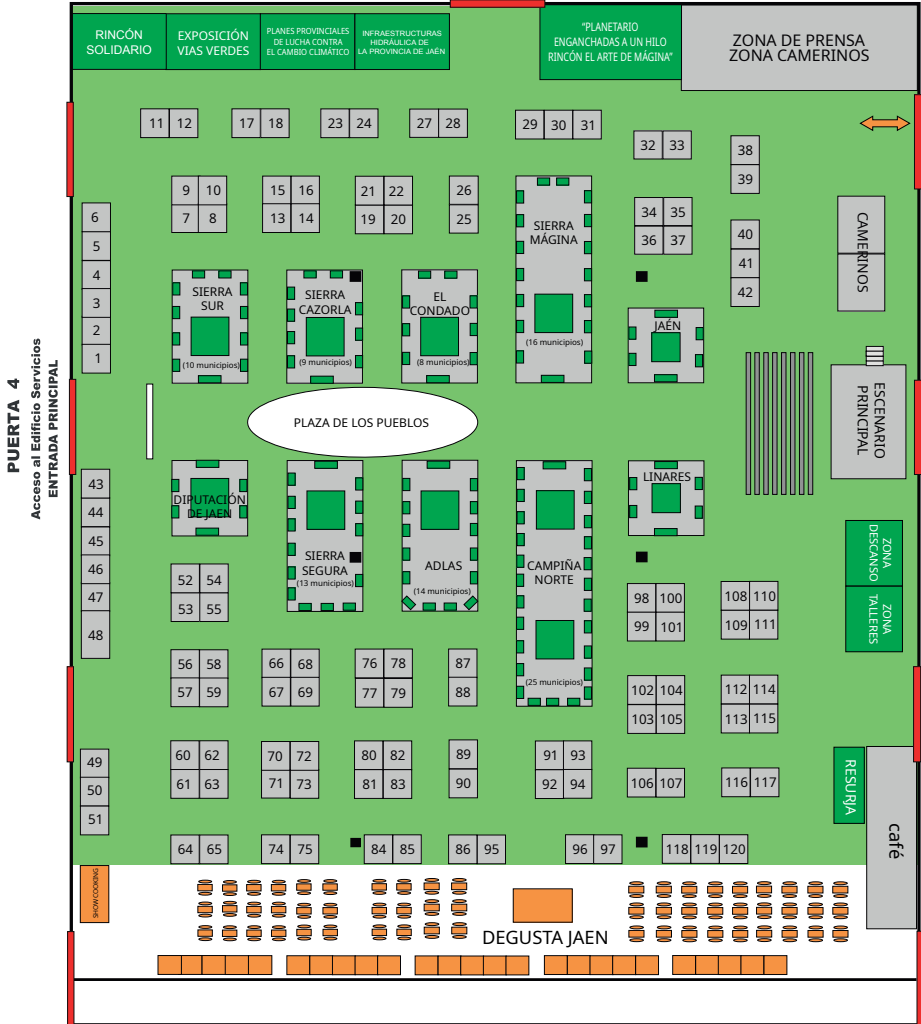 RINCÓN
SOLIDARIO
EXPOSICIÓN
VIAS VERDES
PLANES PROVINCIALES
DE LUCHA CONTRA
EL CAMBIO CLIMÁTICO
INFRAESTRUCTURAS
HIDRÁULICA DE
LA PROVINCIA DE JAÉN
“PLANETARIO
ENGANCHADAS A UN HILO
RINCÓN EL ARTE DE MÁGINA”
ZONA DE PRENSA
ZONA CAMERINOS
11 12 17 18 23 24 27 28 29 30 31
32 33
38
39
9 10 15 16 21 22 26
7 8 13 14 19 20 25
34 35
36 37
40
41
42
6
5
4
3
2
1
SIERRA
SUR
(10 municipios)
SIERRA
CAZORLA
(9 municipios)
EL
CONDADO
(8 municipios)
SIERRA
MÁGINA
(16 municipios)
JAÉN
CAMERINOS
ESCENARIO
PRINCIPAL
PUERTA 4
Acceso al Edificio Servicios
ENTRADA PRINCIPAL
PLAZA DE LOS PUEBLOS
43
44
45
46
47
48
DIPUTACIÓN
DE JAEN
SIERRA
SEGURA
(13 municipios)
ADLAS
(14 municipios)
CAMPIÑA
NORTE
(25 municipios)
LINARES
ZONA
DESCANSO
ZONA
TALLERES
52 54
53 55
98 100
99 101
108 110
109 111
56 58 66 68 76 78 87
57 59 67 69 77 79 88
102 104 112 114
103 105 113 115
49
50
51
60 62 70 72 80 82 89 91 93
61 63 71 73 81 83 90 92 94
106 107 116 117
RESURJA
café
64 65 74 75 84 85 86 95 96 97 118 119 120
SHOW COOKING
DEGUSTA JAEN